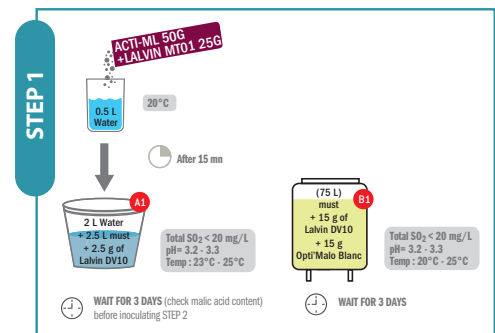 STEP 1
ACTI-ML 50G
+LALVIN MT01 25G
0.5 L
Water
20°C
After 15 mn
A1
2 L Water
+ 2.5 L must
+ 2.5 g of
Lalvin DV10
Total SO₂ < 20 mg/L
pH= 3.2 - 3.3
Temp : 23°C - 25°C
WAIT FOR 3 DAYS (check malic acid content)
before inoculating STEP 2
B1
(75 L)
must
+ 15 g of
Lalvin DV10
+ 15 g
Opti'Malo Blanc
Total SO₂ < 20 mg/L
pH= 3.2 - 3.3
Temp : 20°C - 25°C
WAIT FOR 3 DAYS